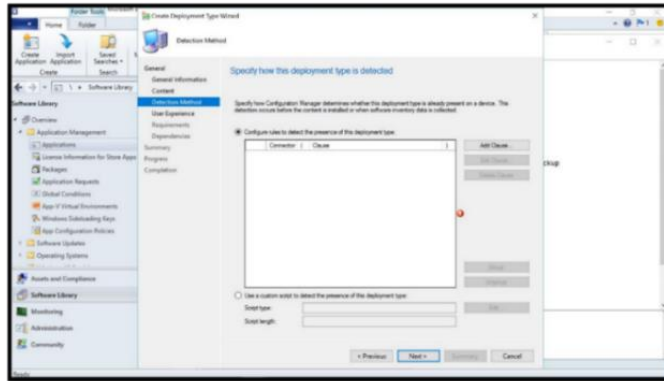 Folder Tools
Create Deployment Type Wizard
Home
Folder
Detection Method
Create Application
Import Application
Saved Searches
Create
Search
Software Library
Software Library
Overview
Application Management
Applications
License Information for Store Apps
Packages
Application Requests
Global Conditions
App-V Virtual Environments
Windows Sideloading Keys
App Configuration Policies
Software Updates
Operating Systems
Assets and Compliance
Software Library
Monitoring
Administration
Community
Ready
General
General Information
Content
Detection Method
User Experience
Requirements
Dependencies
Summary
Progress
Completion
Specify how this deployment type is detected
Specify how Configuration Manager determines whether this deployment type is already present on a device. This
detection occurs before the content is installed or when software inventory data is collected.
Configure rules to detect the presence of this deployment type:
Connector
Clause
Add Clause...
Edit Clause
Delete Clause
Group
Ungroup
Use a custom script to detect the presence of this deployment type:
Script type:
Edit
Script length:
< Previous
Next >
Summary
Cancel